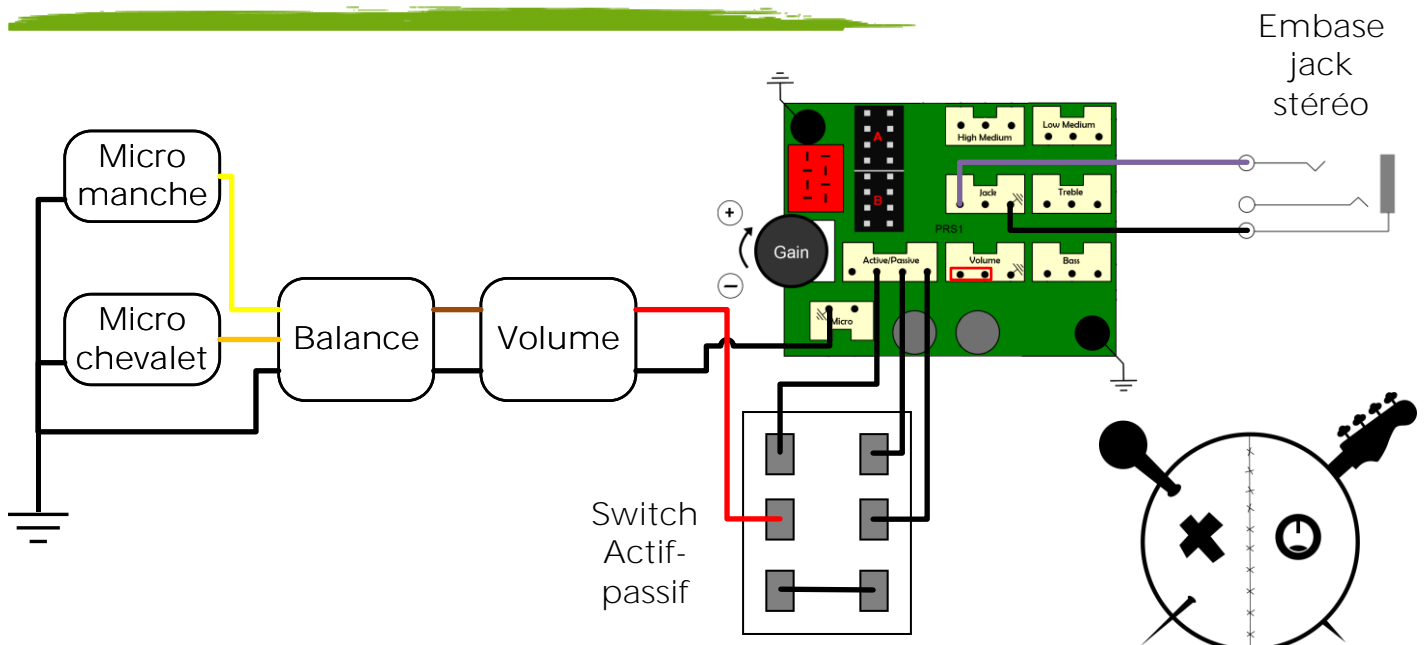 Embase
jack
stéréo
Micro
manche
Micro
chevalet
Balance
Volume
A
B
High Medium
Low Medium
Jack
Treble
PRS1
+
Gain
−
Active/Passive
Volume
Bass
Micro
Switch
Actif-
passif